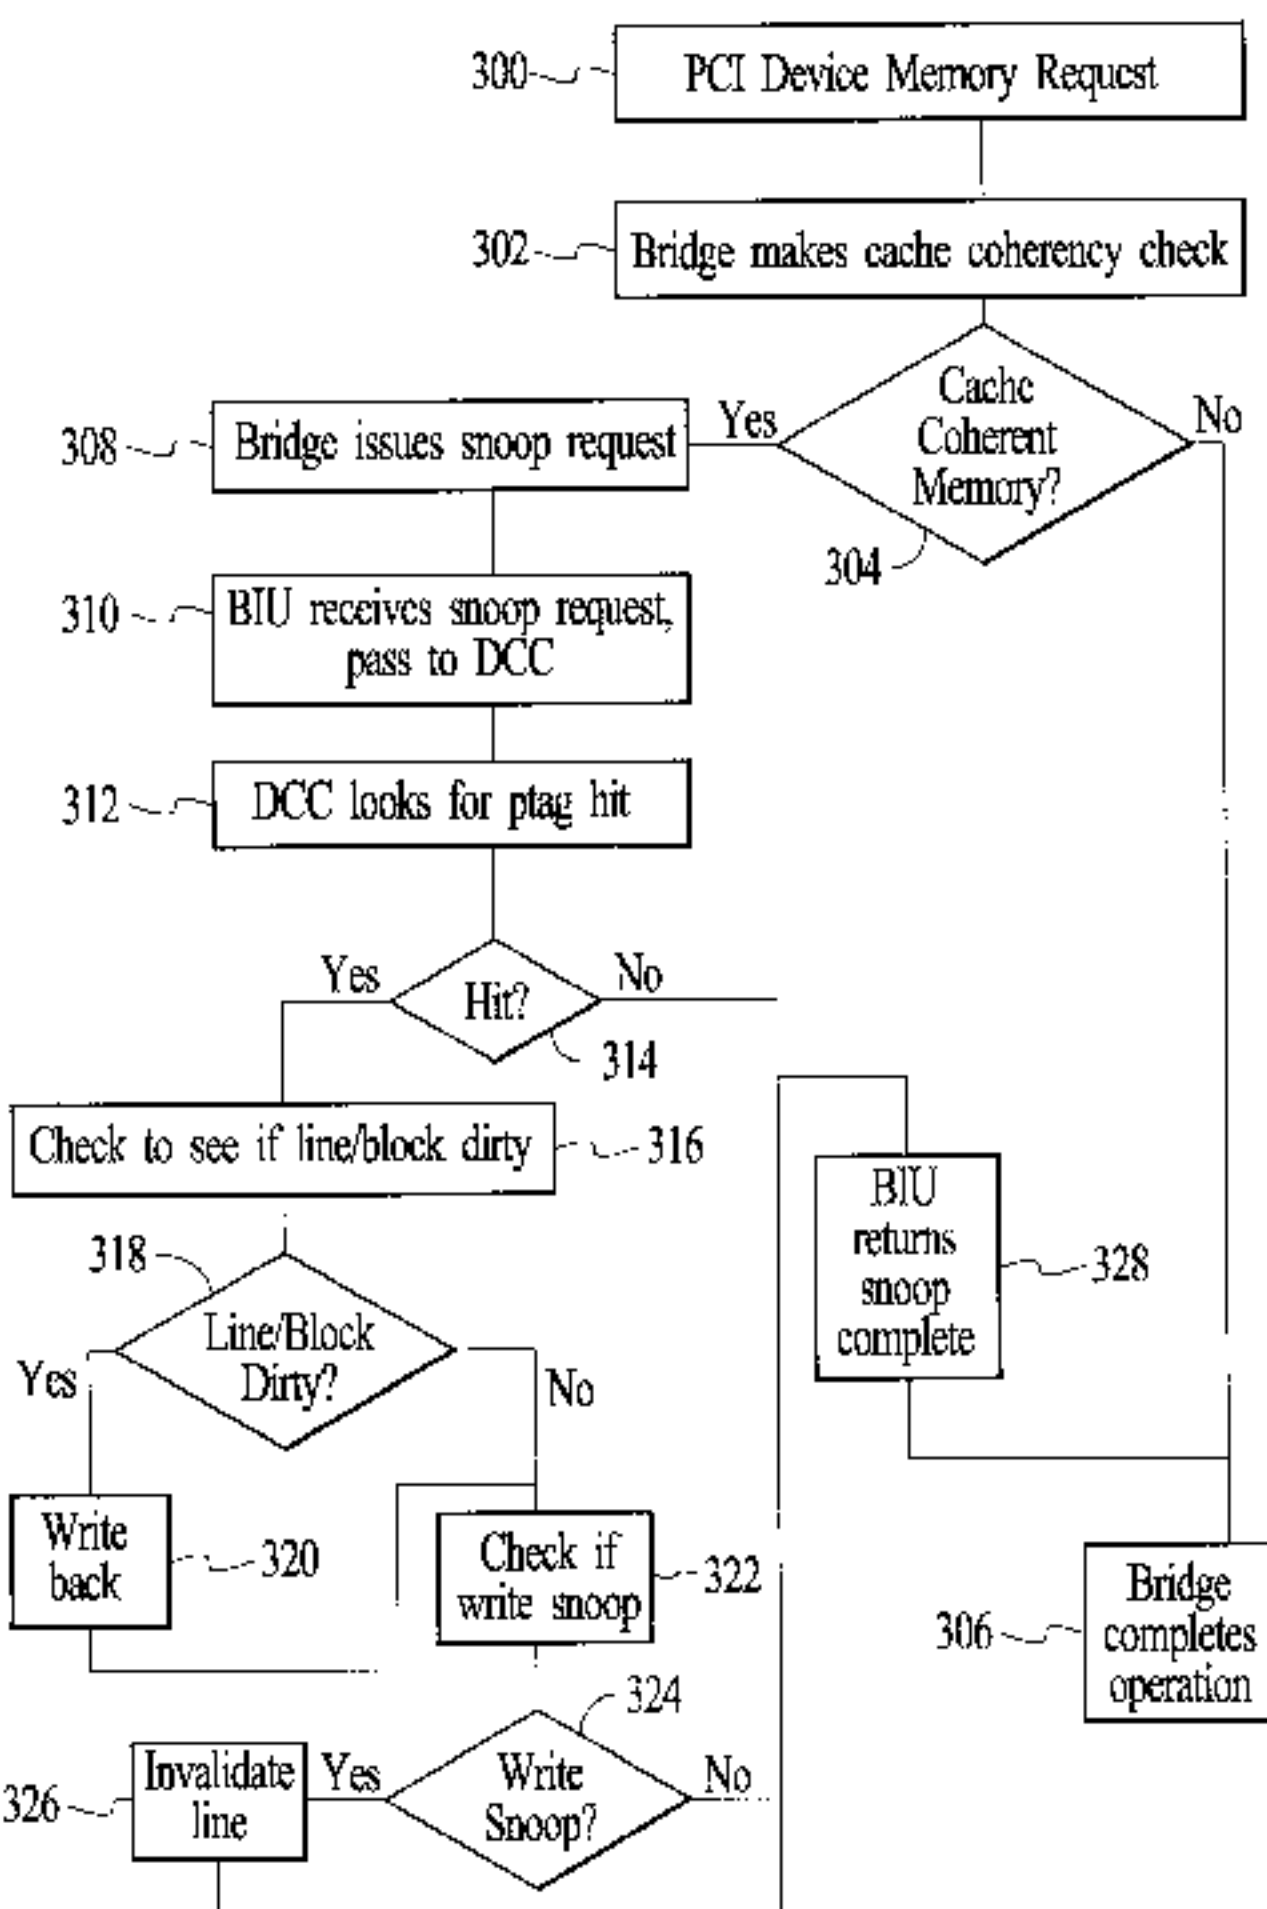 300
PCI Device Memory Request
302
Bridge makes cache coherency check
Cache
Coherent
Memory?
Yes
No
304
308
Bridge issues snoop request
310
BIU receives snoop request,
pass to DCC
312
DCC looks for ptag hit
Yes
Hit?
No
314
Check to see if line/block dirty
316
318
Line/Block
Dirty?
Yes
No
BIU
returns
snoop
complete
328
Write
back
320
Check if
write snoop
322
306
Bridge
completes
operation
324
326
Invalidate
line
Yes
Write
Snoop?
No